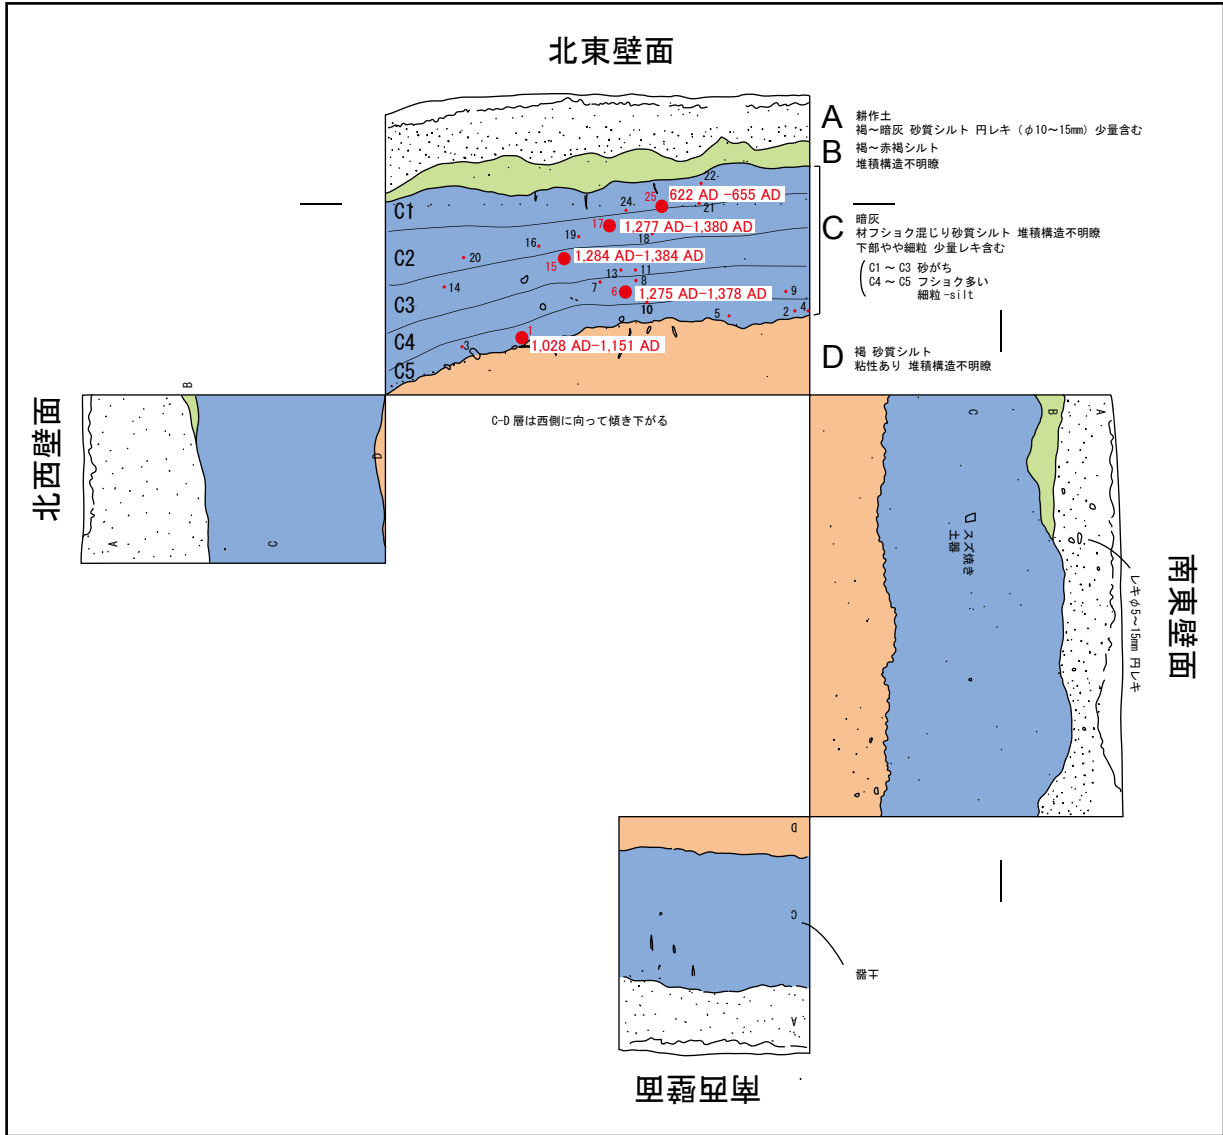 北東壁面
A 耕作土
褐～暗灰 砂質シルト 円レキ（φ10～15mm）少量含む
B 褐～赤褐シルト
堆積構造不明瞭
C 暗灰
材フショク混じり砂質シルト 堆積構造不明瞭
下部やや細粒 少量レキ含む
C1 ～ C3 砂がち
C4 ～ C5 フショク多い
細粒-silt
D 褐 砂質シルト
粘性あり 堆積構造不明瞭
22
25 622 AD -655 AD
C1 24 21
17 1,277 AD-1,380 AD
19 18
16
C2 20 15 1,284 AD-1,384 AD
13 11
14 7 8
6 1,275 AD-1,378 AD 9
C3 10 2 4
5
1
C4 3 1,028 AD-1,151 AD
C5
C-D 層は西側に向って傾き下がる
北西壁面
B
D
A
C
南東壁面
C
B
A
スズ焼き
土器
レキφ5～15mm 円レキ
D
C
土器
A
南西壁面